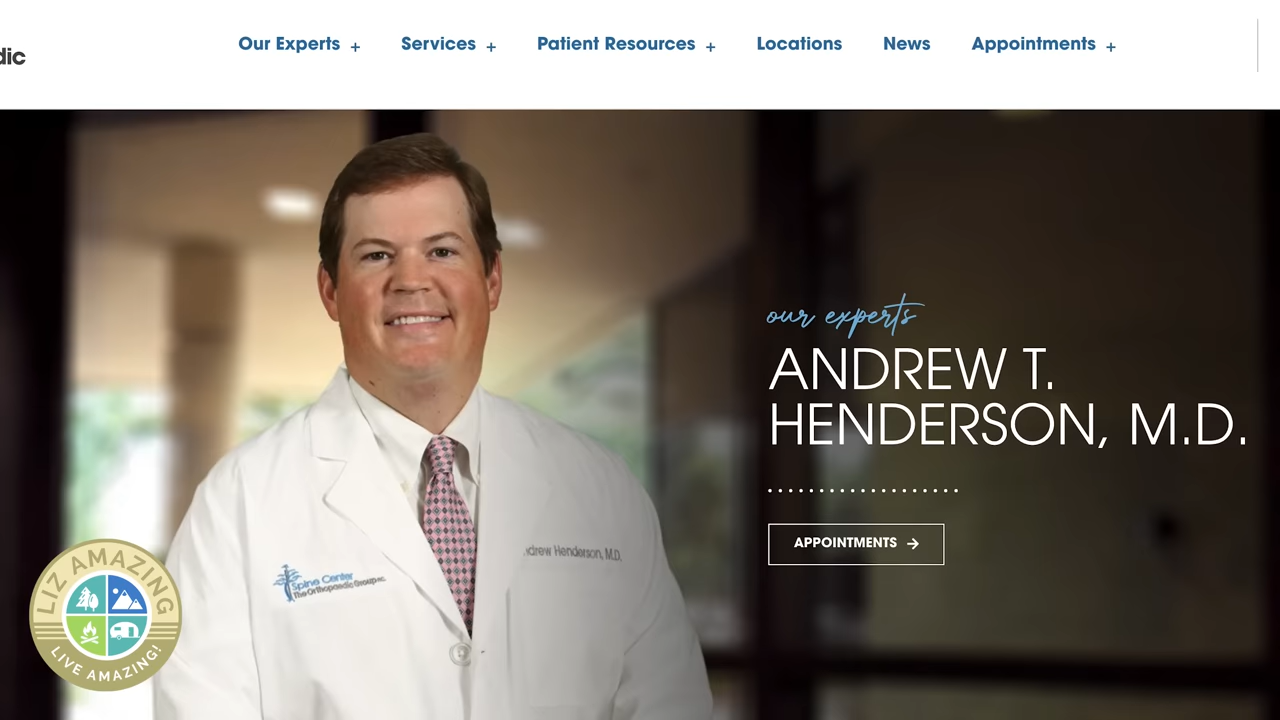 dic
Our Experts +
Services +
Patient Resources +
Locations
News
Appointments +
our experts
ANDREW T.
HENDERSON, M.D.
APPOINTMENTS →
ndrew Henderson, M.D.
Spine Center
The Orthopaedic Group P.C.
LIZ AMAZING
LIVE AMAZING!